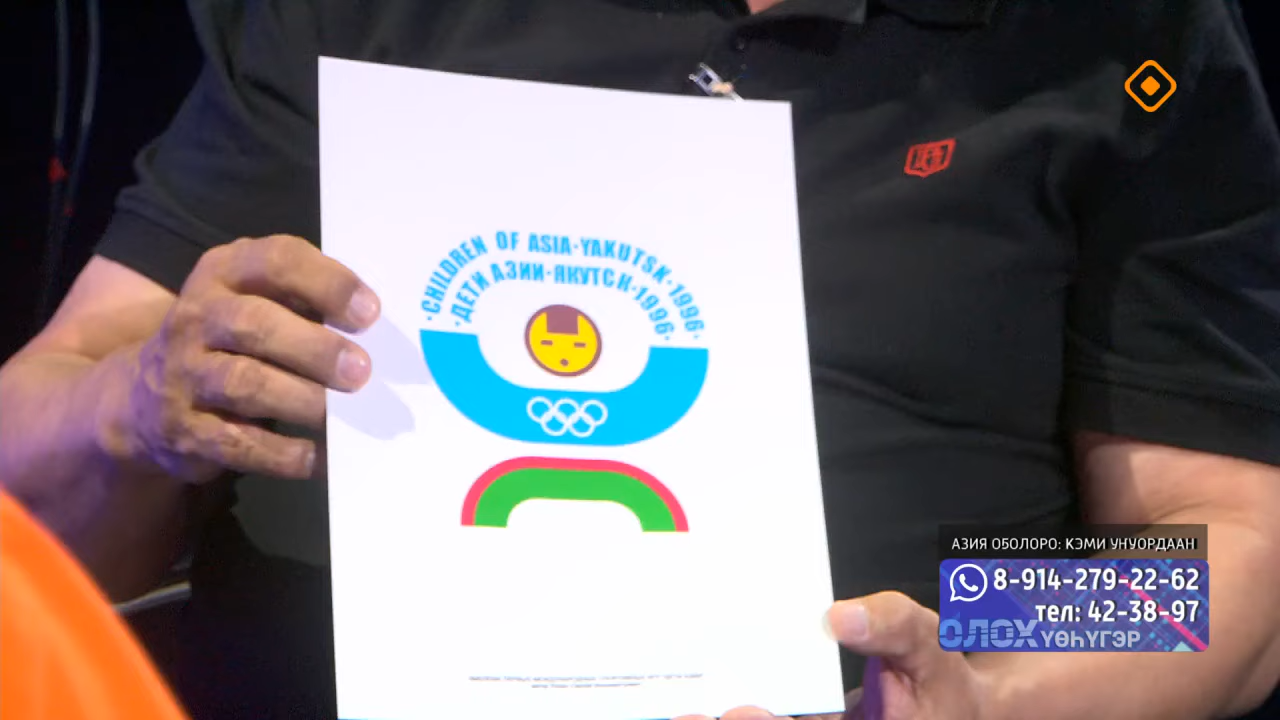 ·CHILDREN OF ASIA·YAKUTSK·1996·
·ДЕТИ АЗИИ·ЯКУТСК·1996·
АЗИЯ ОҔОЛОРО: КЭМИ УНУОРДААН
8-914-279-22-62
тел: 42-38-97
ОЛОХ ҮӨҺҮГЭР